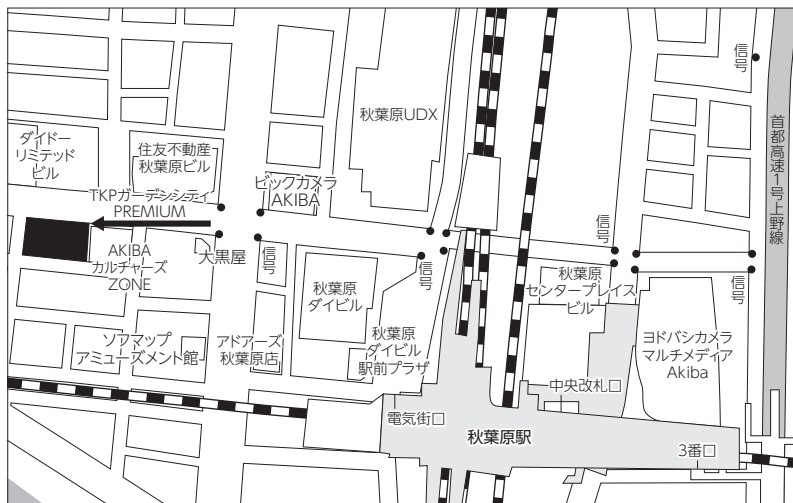 信号
秋葉原UDX
首都高速1号上野線
ダイドー
リミテッド
ビル
住友不動産
秋葉原ビル
ビックカメラ
AKIBA
TKPガーデンシティ
PREMIUM
AKIBA
カルチャーズ
ZONE
大黒屋
信号
信号
信号
信号
秋葉原
ダイビル
秋葉原
センタープレイス
ビル
ソフマップ
アミューズメント館
アドアーズ
秋葉原店
秋葉原
ダイビル
駅前プラザ
ヨドバシカメラ
マルチメディア
Akiba
中央改札口
電気街口
秋葉原駅
3番口